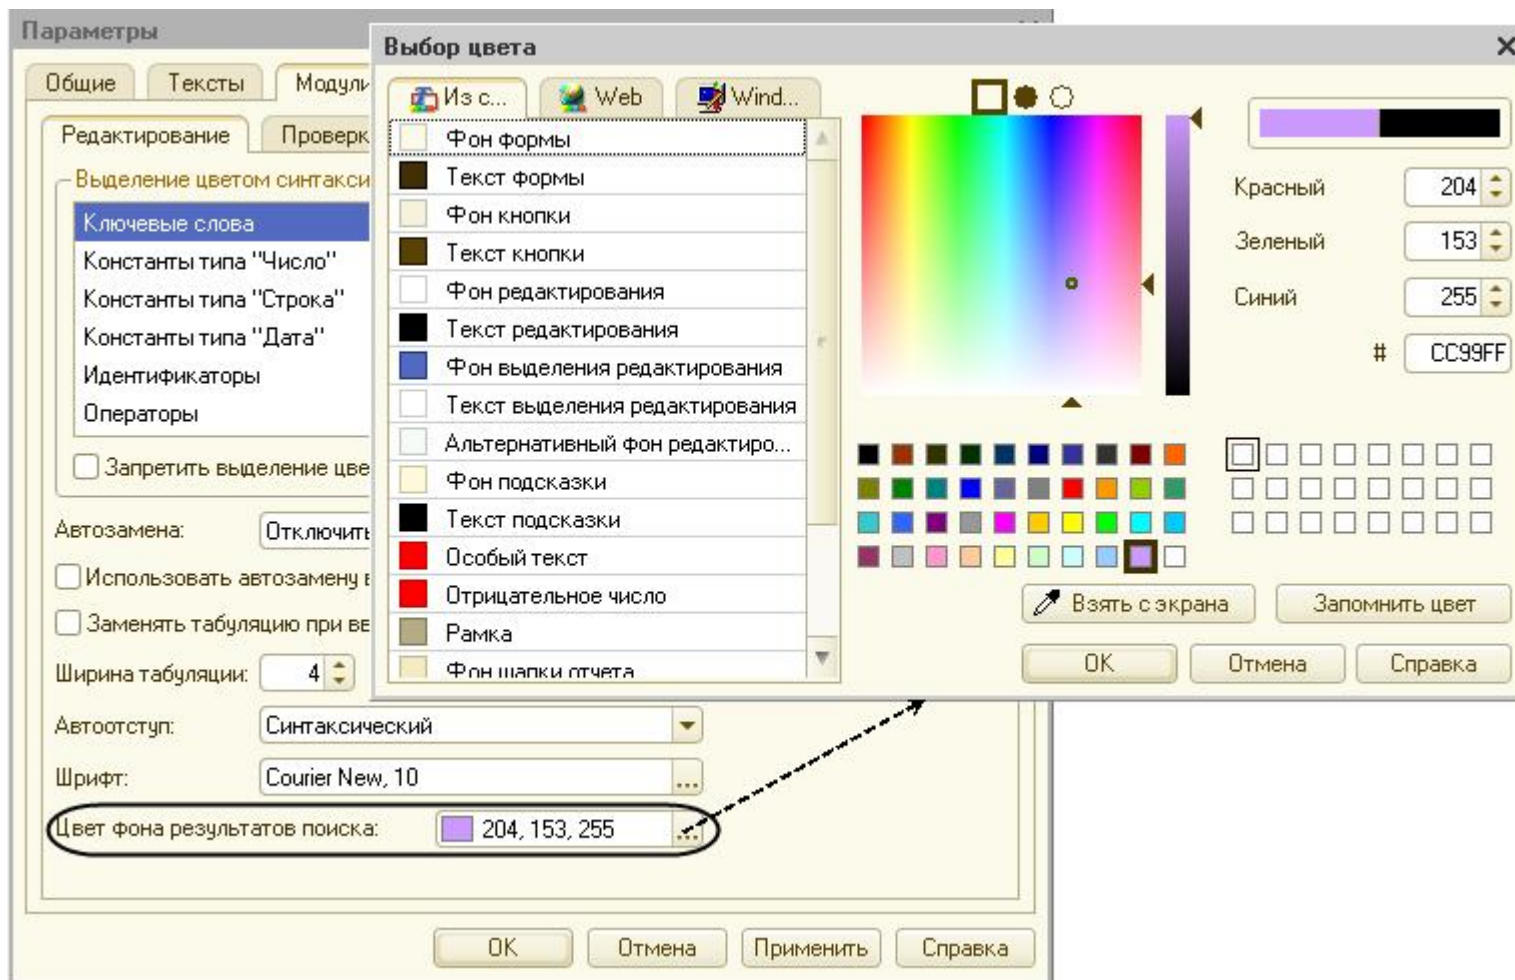 Параметры
Общие
Тексты
Модули
Редактирование
Проверк
Выделение цветом синтакси
Ключевые слова
Константы типа "Число"
Константы типа "Строка"
Константы типа "Дата"
Идентификаторы
Операторы
Запретить выделение цве
Автозамена:
Отключить
Использовать автозамену в
Заменять табуляцию при вв
Ширина табуляции:
4
Автоотступ:
Синтаксический
Шрифт:
Courier New, 10
...
Цвет фона результатов поиска:
204, 153, 255
...
OK
Отмена
Применить
Справка
Выбор цвета
Из с...
Web
Wind...
Фон формы
Текст формы
Фон кнопки
Текст кнопки
Фон редактирования
Текст редактирования
Фон выделения редактирования
Текст выделения редактирования
Альтернативный фон редактиро...
Фон подсказки
Текст подсказки
Особый текст
Отрицательное число
Рамка
Фон шапки отчета
Красный
204
Зеленый
153
Синий
255
#
CC99FF
Взять с экрана
Запомнить цвет
OK
Отмена
Справка